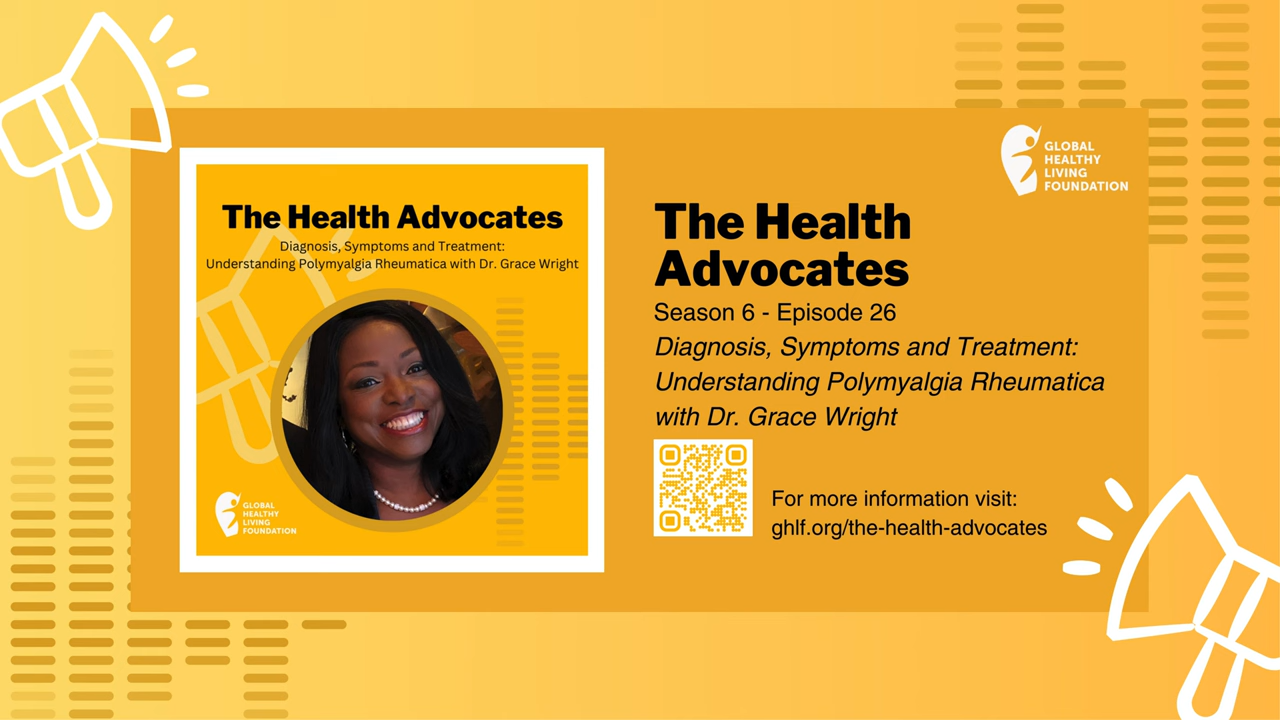 The Health Advocates
Diagnosis, Symptoms and Treatment:
Understanding Polymyalgia Rheumatica with Dr. Grace Wright
GLOBAL
HEALTHY
LIVING
FOUNDATION
GLOBAL
HEALTHY
LIVING
FOUNDATION
The Health
Advocates
Season 6 - Episode 26
Diagnosis, Symptoms and Treatment:
Understanding Polymyalgia Rheumatica
with Dr. Grace Wright
For more information visit:
ghlf.org/the-health-advocates